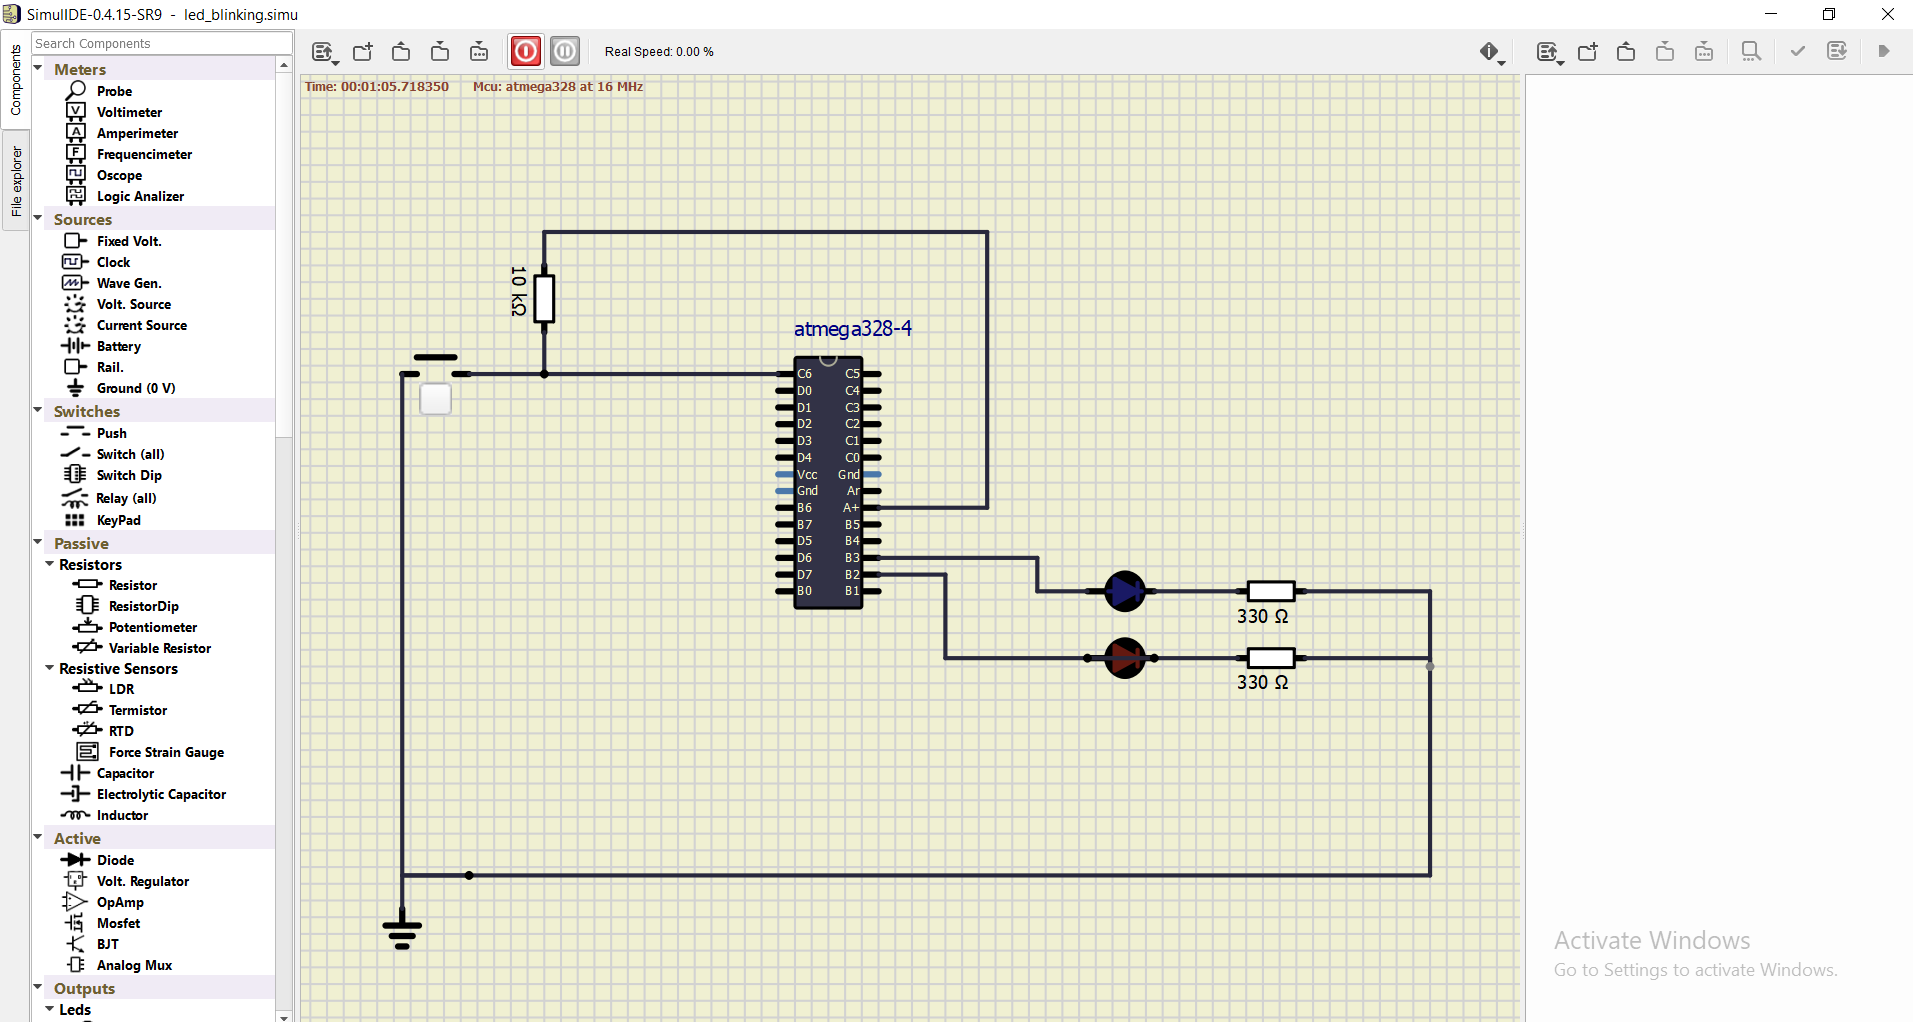 SimulIDE-0.4.15-SR9 - led_blinking.simu
Components
File explorer
Search Components
Meters
Probe
Voltimeter
Amperimeter
Frequencimeter
Oscope
Logic Analizer
Sources
Fixed Volt.
Clock
Wave Gen.
Volt. Source
Current Source
Battery
Rail.
Ground (0 V)
Switches
Push
Switch (all)
Switch Dip
Relay (all)
KeyPad
Passive
Resistors
Resistor
ResistorDip
Potentiometer
Variable Resistor
Resistive Sensors
LDR
Termistor
RTD
Force Strain Gauge
Capacitor
Electrolytic Capacitor
Inductor
Active
Diode
Volt. Regulator
OpAmp
Mosfet
BJT
Analog Mux
Outputs
Leds
Real Speed: 0.00 %
Time: 00:01:05.718350 Mcu: atmega328 at 16 MHz
10 kΩ
atmega328-4
C6 C5
D0 C4
D1 C3
D2 C2
D3 C1
D4 C0
Vcc Gnd
Gnd Ar
B6 A+
B7 B5
D5 B4
D6 B3
D7 B2
B0 B1
330 Ω
330 Ω
Activate Windows
Go to Settings to activate Windows.